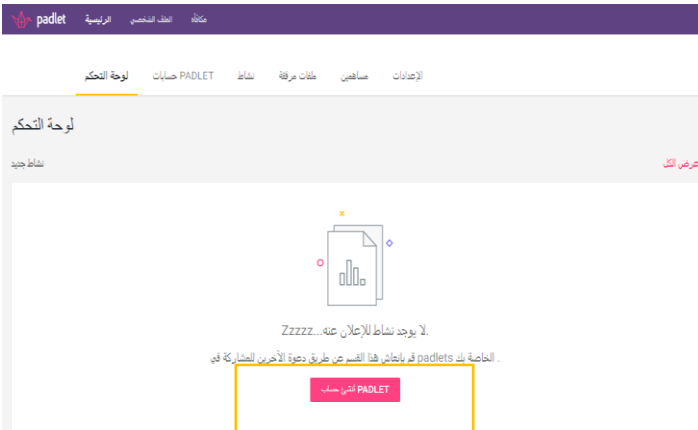 padlet الرئيسية الملف الشخصي مكافأة
لوحة التحكم حسابات PADLET نشاط ملفات مرفقة مساهمين الإعدادات
لوحة التحكم
نشاط جديد عرض الكل
لا يوجد نشاط للإعلان عنه...Zzzzz.
قم بإنعاش هذا القسم عن طريق دعوة الآخرين للمشاركة في padlets الخاصة بك .
أنشئ حساب PADLET